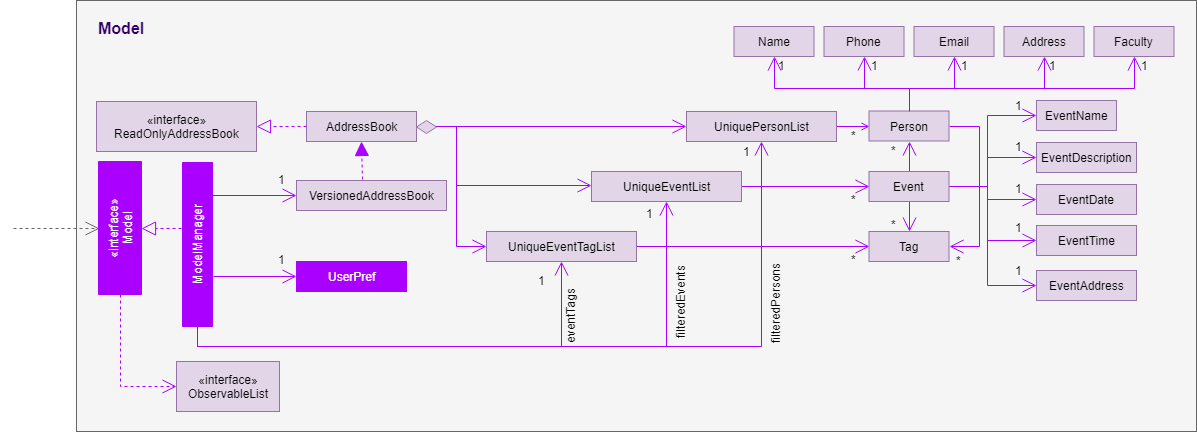 Model
Name
Phone
Email
Address
Faculty
1
1
1
1
1
«interface»
ReadOnlyAddressBook
AddressBook
UniquePersonList
*
Person
1
EventName
1
*
1
EventDescription
«interface»
Model
ModelManager
1
VersionedAddressBook
UniqueEventList
1
*
Event
1
EventDate
*
UniqueEventTagList
*
Tag
*
1
EventTime
1
UserPref
1
eventTags
filteredEvents
filteredPersons
1
EventAddress
«interface»
ObservableList